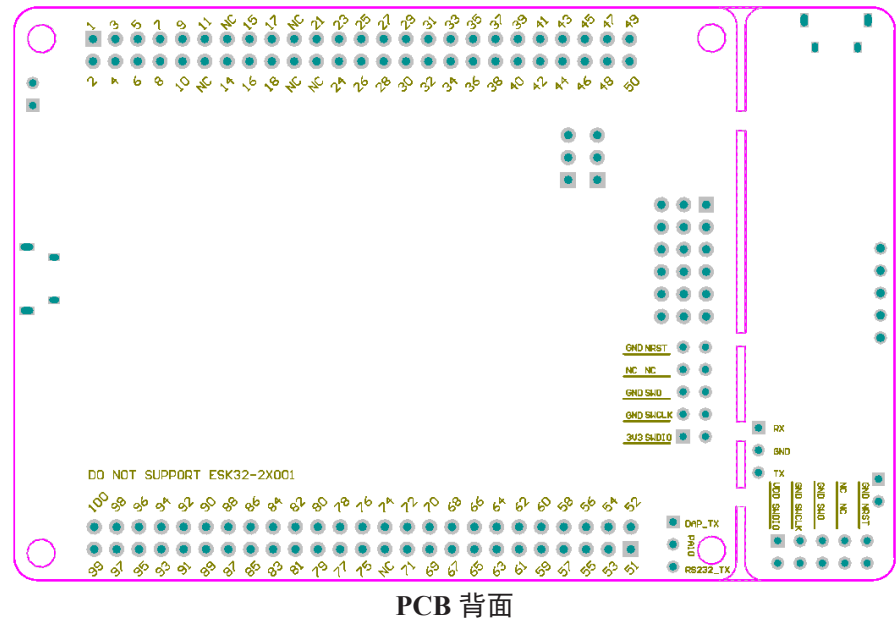 1 3 5 7 9 11 NC 15 17 NC 21 23 25 27 29 31 33 35 37 39 41 43 45 47 49
2 4 6 8 10 NC 14 16 18 NC NC 24 26 28 30 32 34 36 38 40 42 44 46 48 50
GND NRST
NC NC
GND SWO
GND SWCLK
3V3 SWDIO
RX
GND
TX
DO NOT SUPPORT ESK32-2X001
100 98 96 94 92 90 88 86 84 82 80 78 76 74 72 70 68 66 64 62 60 58 56 54 52
99 97 95 93 91 89 87 85 83 81 79 77 75 NC 71 69 67 65 63 61 59 57 55 53 51
DAP_TX
PA10
RS232_TX
SWDIO
GND SWCLK
GND SWO
NC NC
GND NRST
PCB 背面